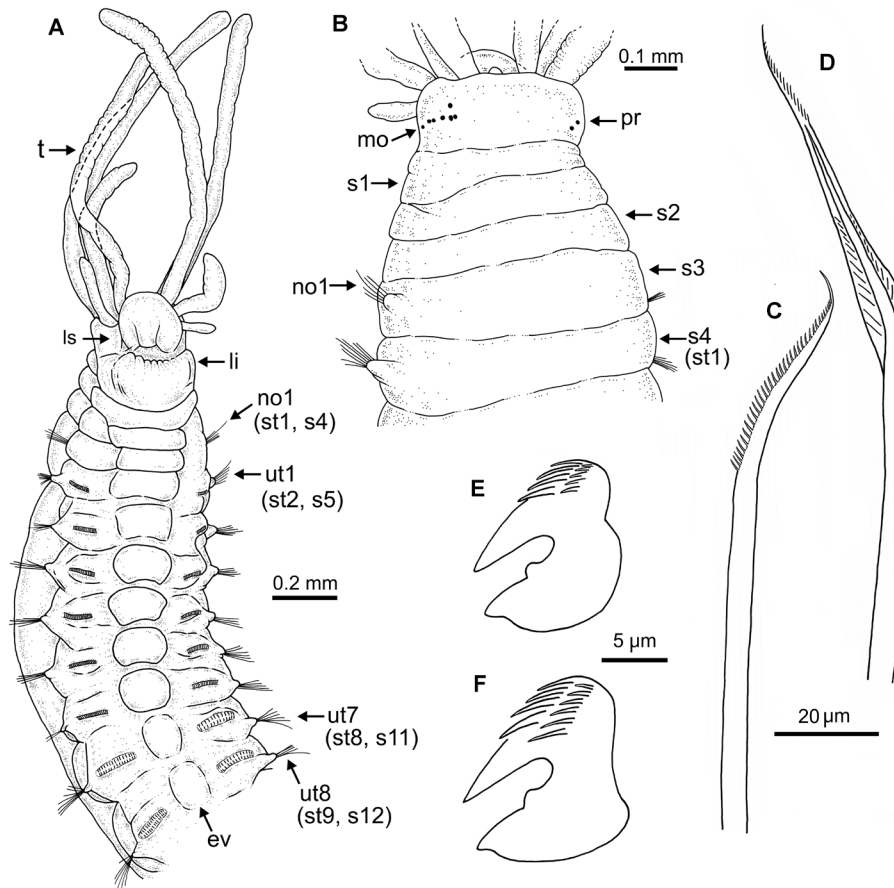 A
t
ls
li
no1
(st1, s4)
ut1
(st2, s5)
0.2 mm
ut7
(st8, s11)
ut8
(st9, s12)
ev
B
0.1 mm
mo
pr
s1
s2
s3
no1
s4
(st1)
C
D
20 µm
E
5 µm
F